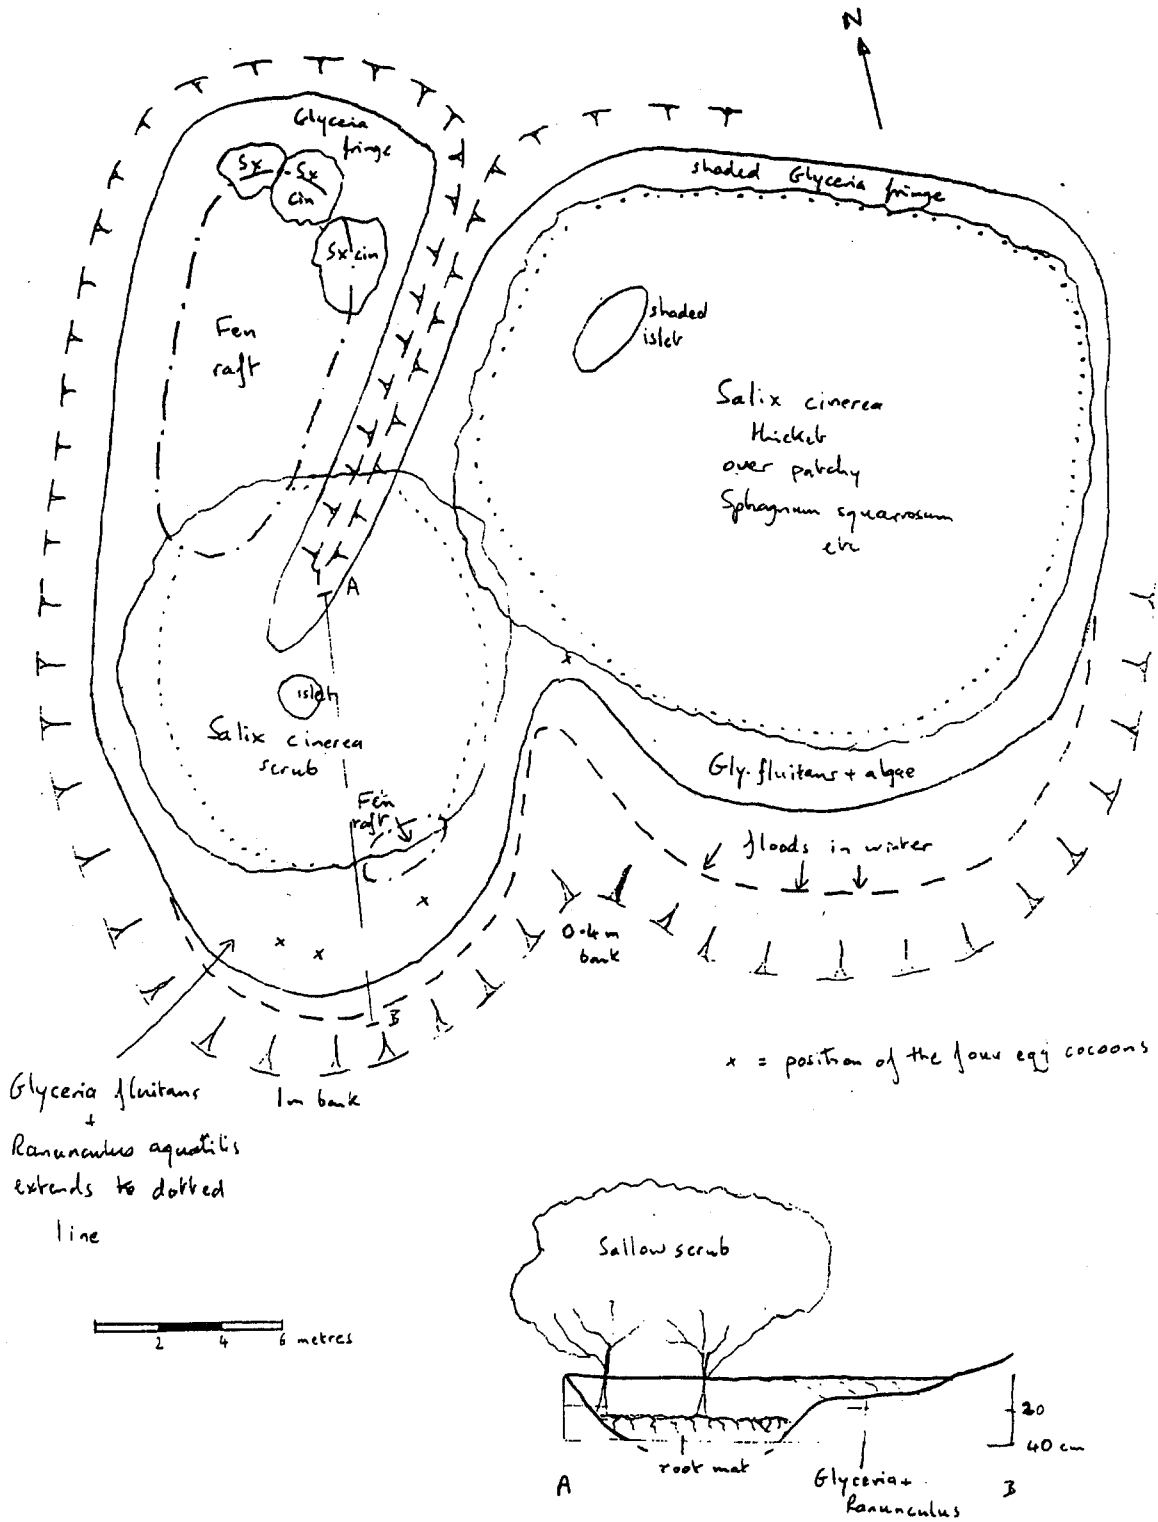 N
Glyceria
fringe
shaded Glyceria fringe
Sx
Sx
cin
Sx cin
shaded
islet
Fen
raft
Salix cinerea
thicket
over patchy
Sphagnum squarrosum
etc
A
islet
Salix cinerea
scrub
Fen
raft
Gly. fluitans + algae
floods in winter
0.4m
bank
B
x = position of the four egg cocoons
Glyceria fluitans
+
Ranunculus aquatilis
extends to dotted
line
1m bank
Sallow scrub
2 4 6 metres
20
40 cm
root mat
Glyceria +
Ranunculus
A
B